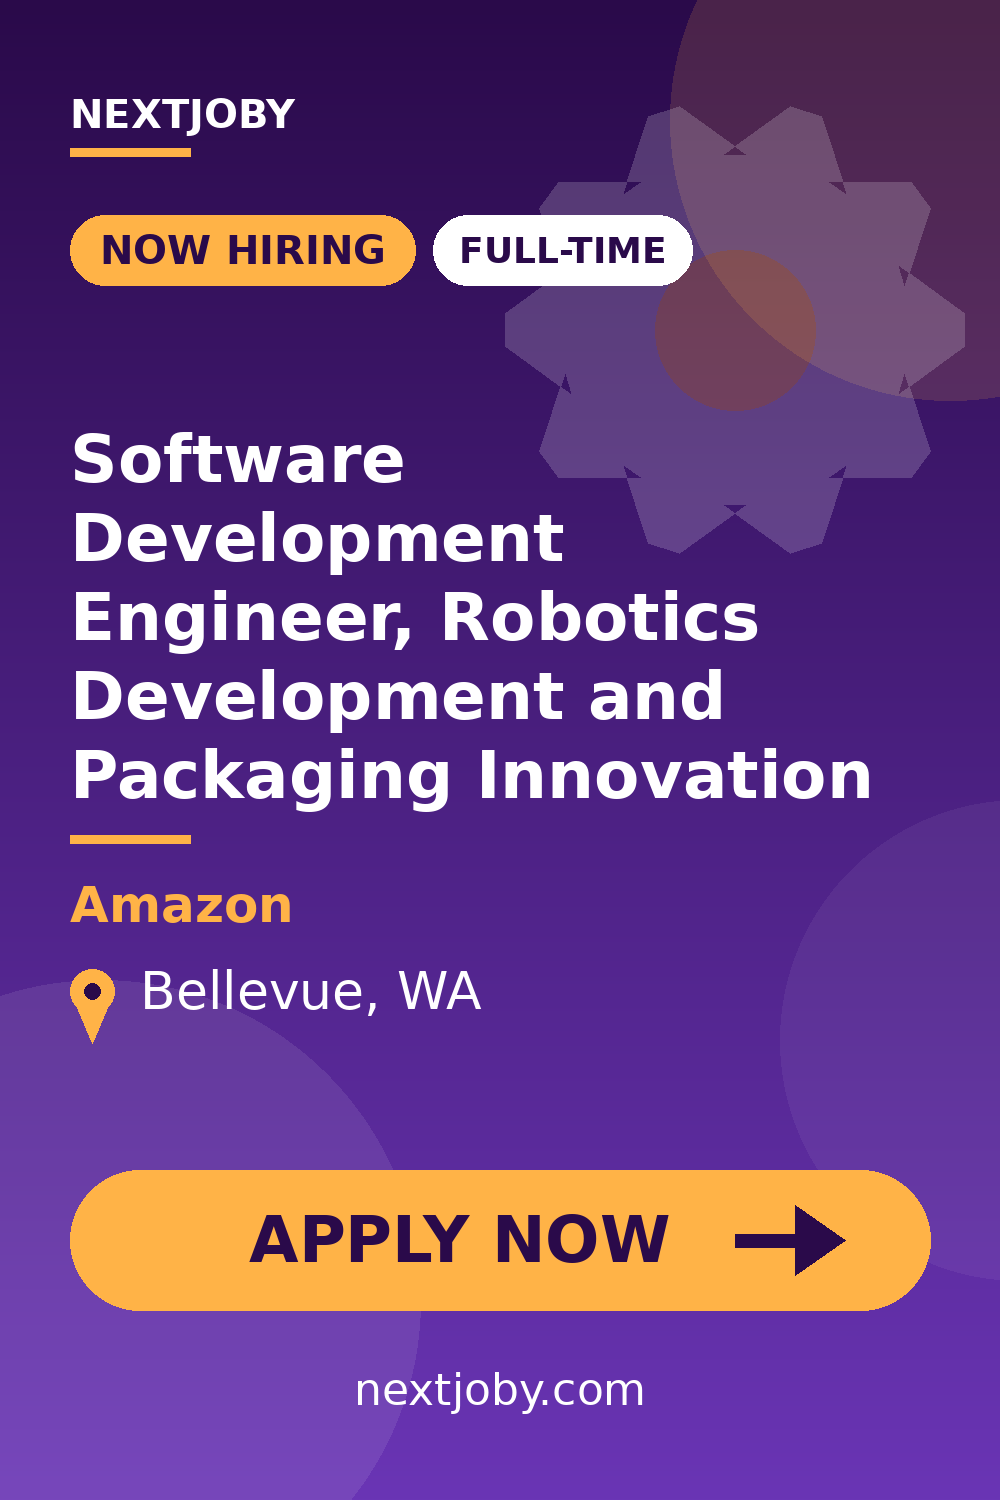 NEXTJOBY
NOW HIRING FULL-TIME
Software
Development
Engineer, Robotics
Development and
Packaging Innovation
Amazon
Bellevue, WA
APPLY NOW
nextjoby.com